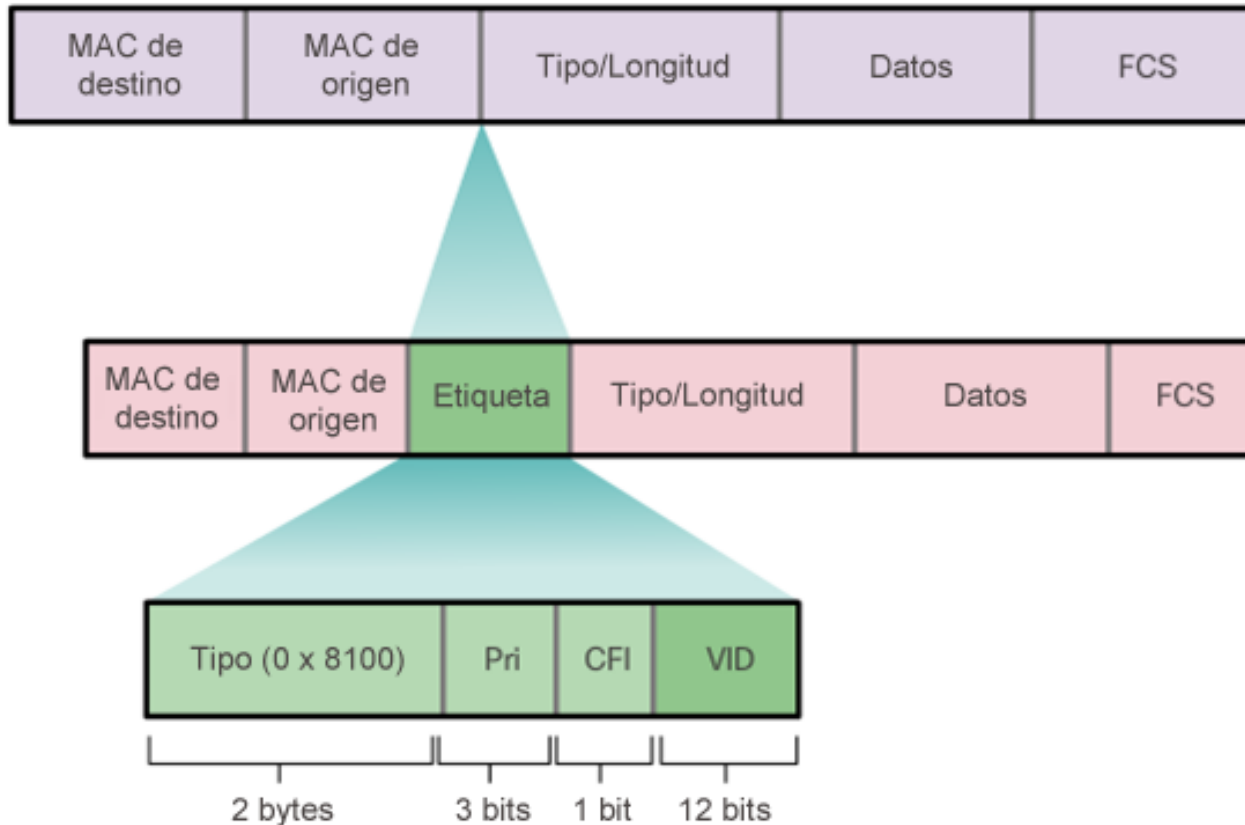 MAC de destino
MAC de origen
Tipo/Longitud
Datos
FCS
MAC de destino
MAC de origen
Etiqueta
Tipo/Longitud
Datos
FCS
Tipo (0 x 8100)
Pri
CFI
VID
2 bytes
3 bits
1 bit
12 bits